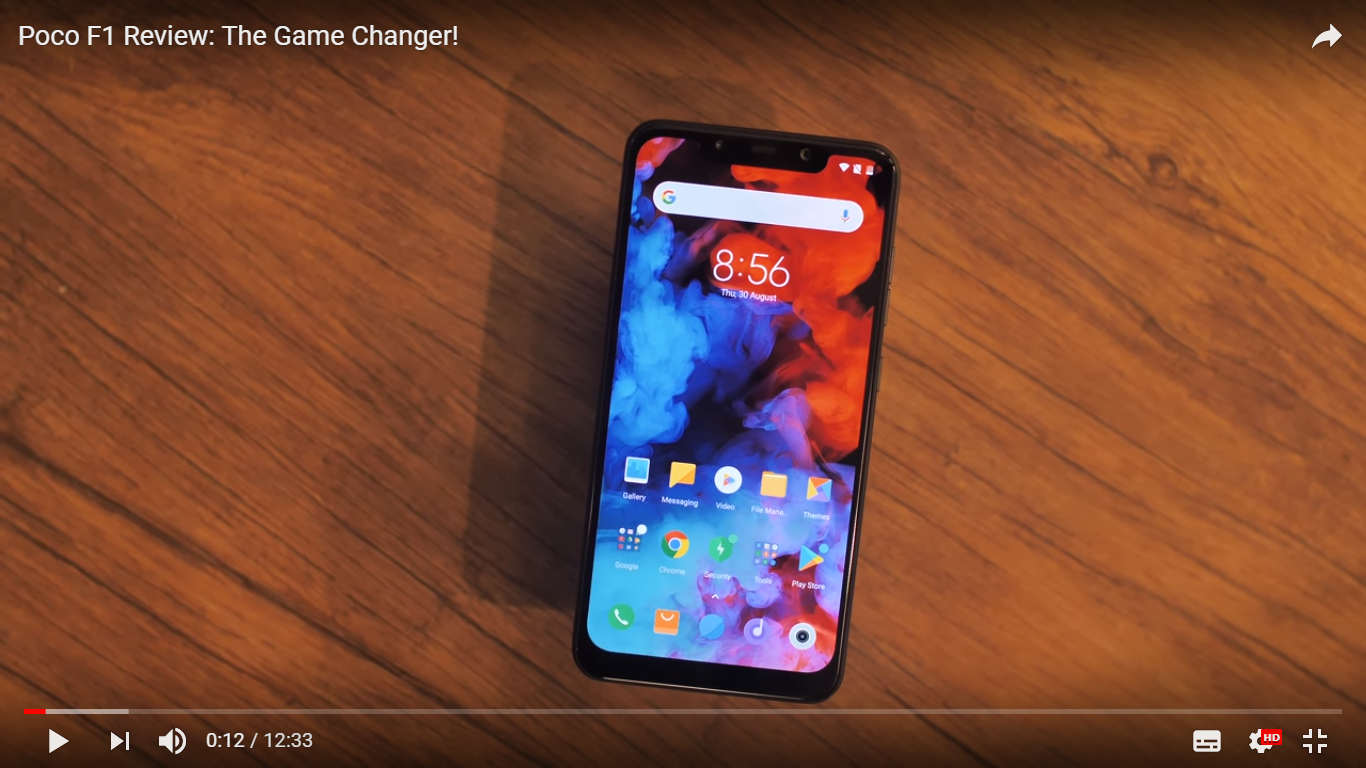 Poco F1 Review: The Game Changer!
8:56
Thu, 30 August
Gallery
Messaging
Video
File Mana..
Themes
Google
Chrome
Security
Tools
Play Store
0:12 / 12:33
HD